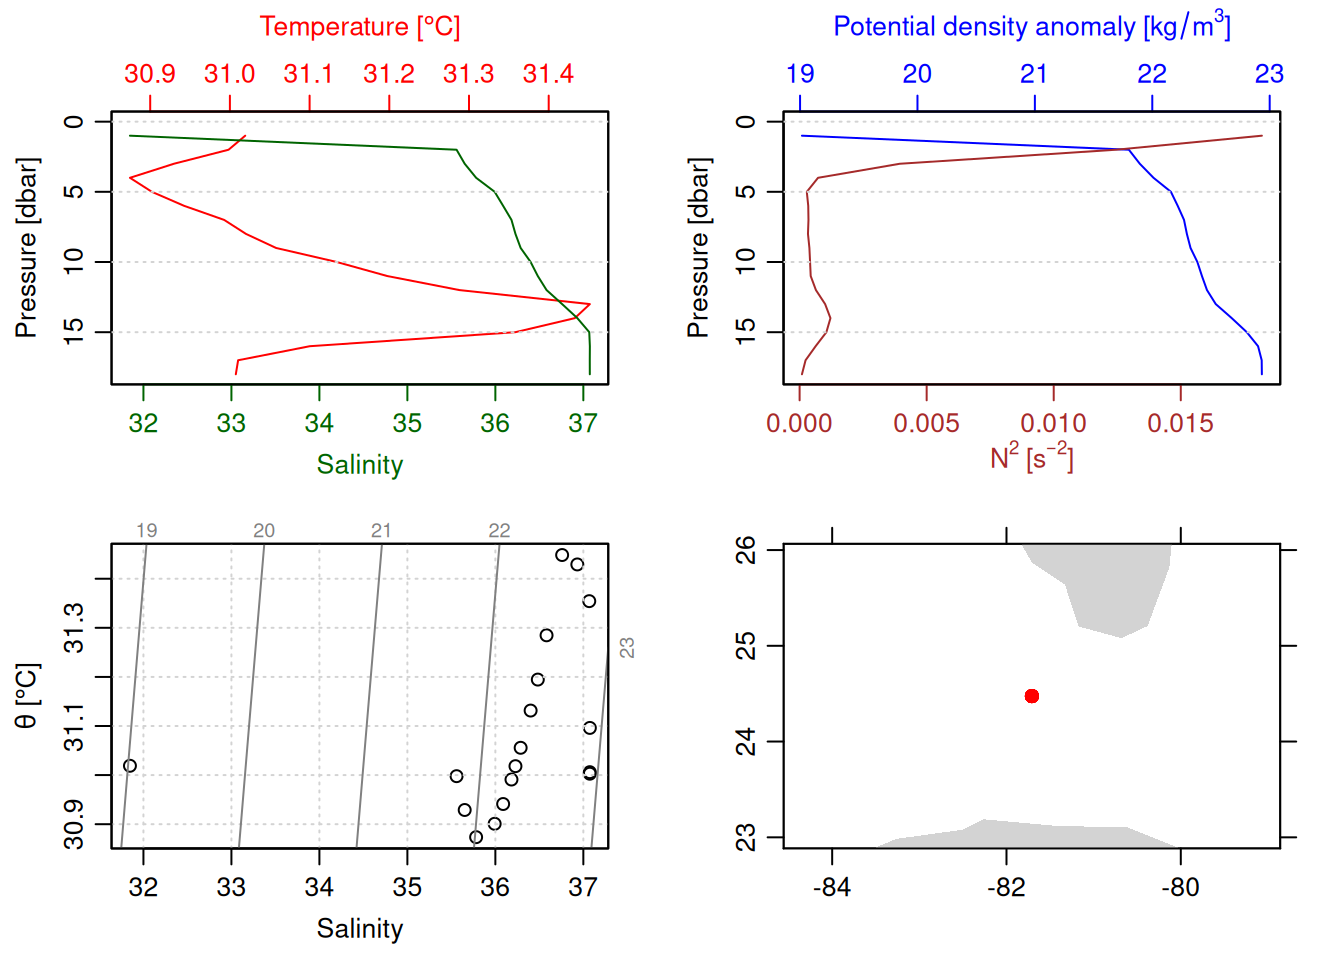 Temperature [°C]
30.9 31.0 31.1 31.2 31.3 31.4
Pressure [dbar]
0
5
10
15
32 33 34 35 36 37
Salinity
Potential density anomaly [kg/m³]
19 20 21 22 23
Pressure [dbar]
0
5
10
15
0.000 0.005 0.010 0.015
N² [s⁻²]
19 20 21 22
23
θ [°C]
31.3
31.1
30.9
32 33 34 35 36 37
Salinity
26
25
24
23
-84 -82 -80